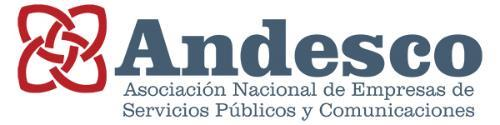 Andesco
Asociación Nacional de Empresas de
Servicios Públicos y Comunicaciones